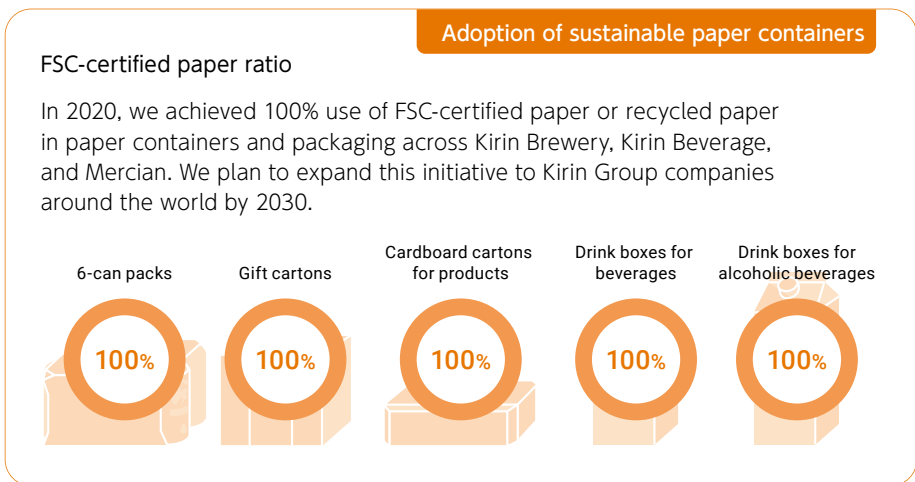 Adoption of sustainable paper containers
FSC-certified paper ratio
In 2020, we achieved 100% use of FSC-certified paper or recycled paper
in paper containers and packaging across Kirin Brewery, Kirin Beverage,
and Mercian. We plan to expand this initiative to Kirin Group companies
around the world by 2030.
6-can packs
Gift cartons
Cardboard cartons
for products
Drink boxes for
beverages
Drink boxes for
alcoholic beverages
100%
100%
100%
100%
100%